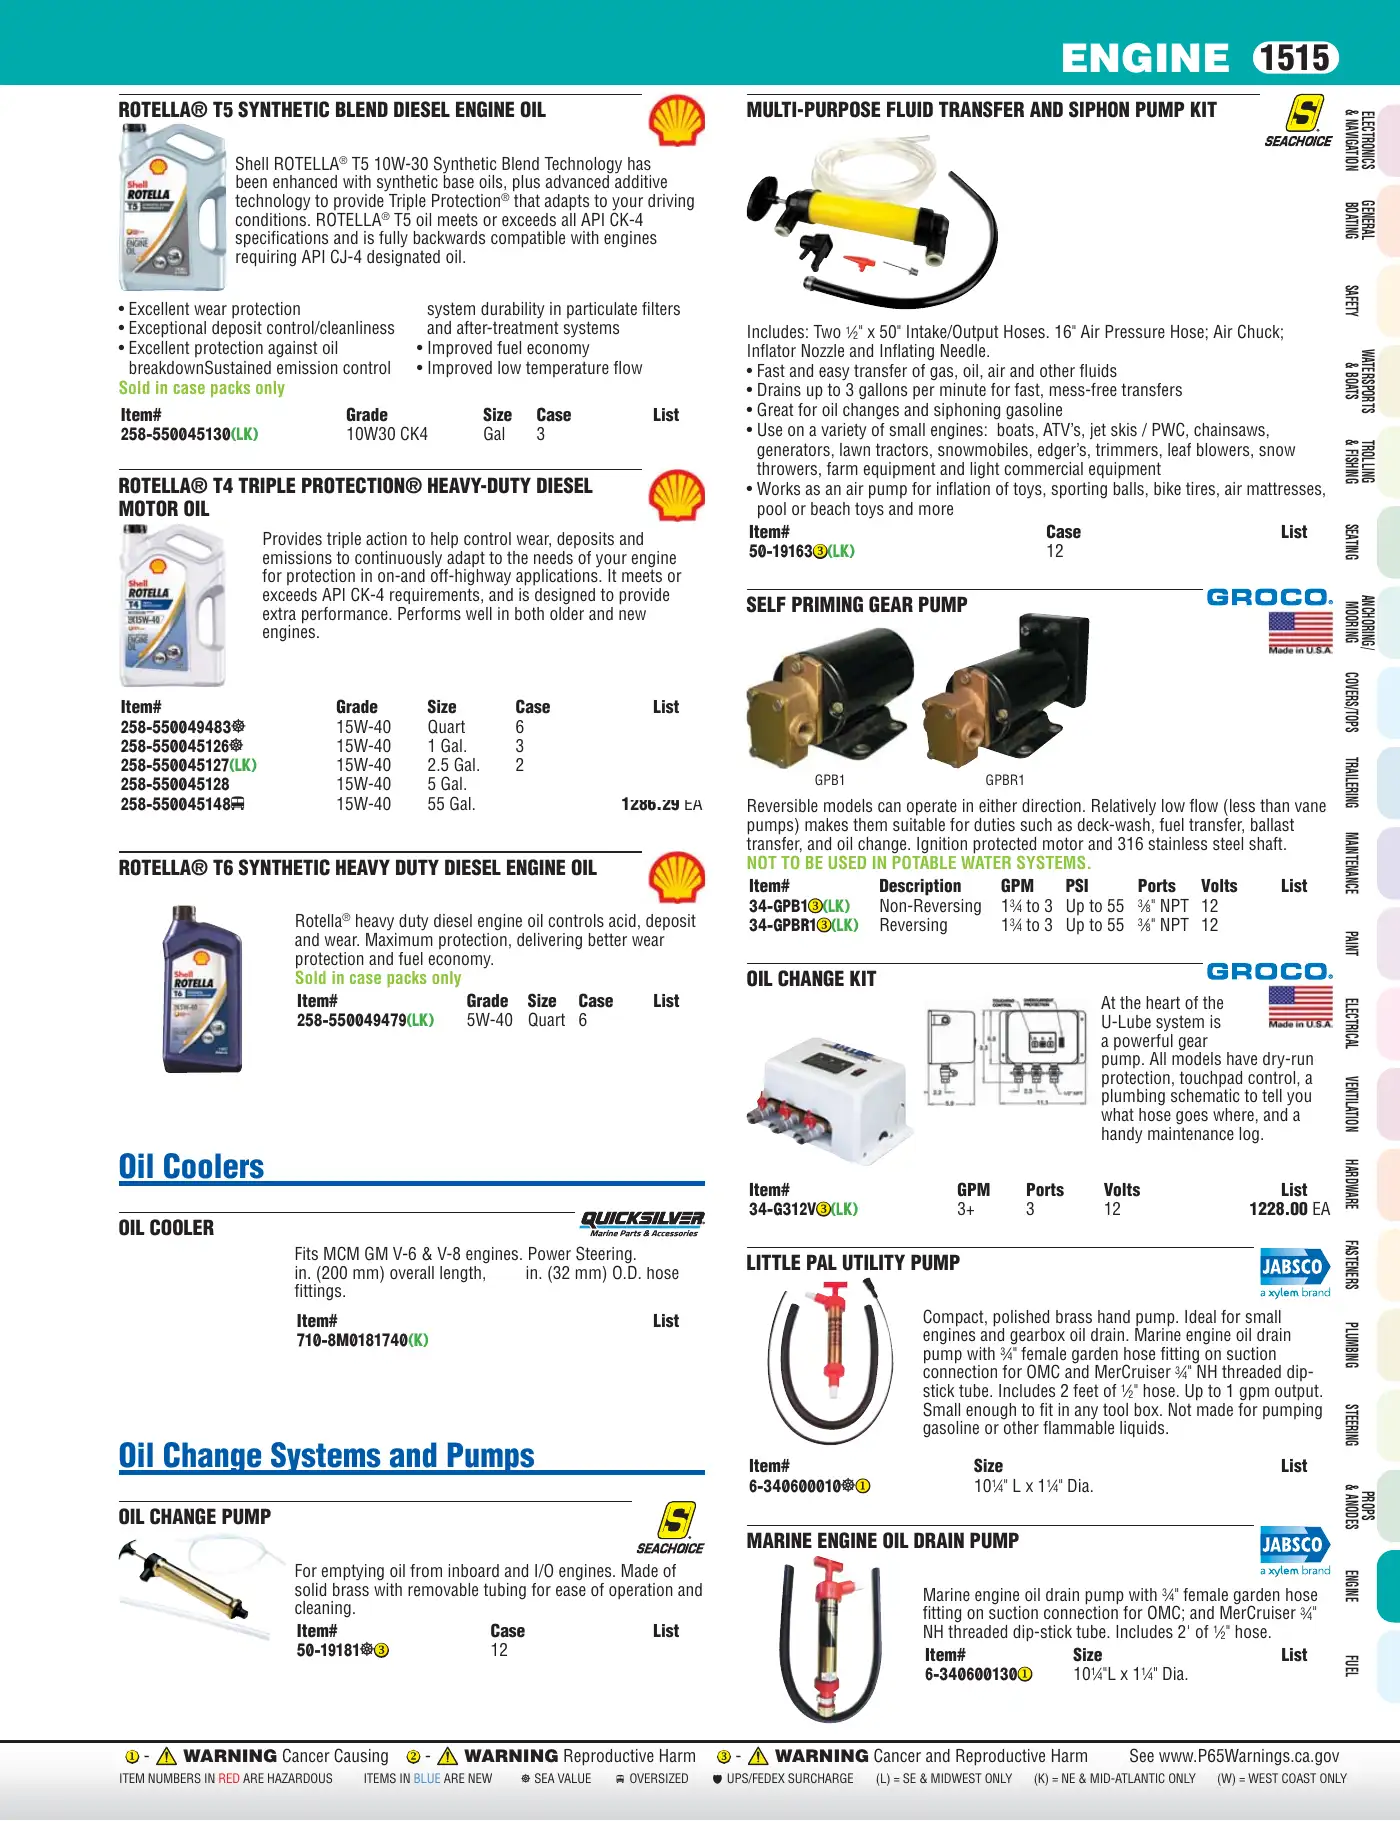 ENGINE 1515
ROTELLA® T5 SYNTHETIC BLEND DIESEL ENGINE OIL
Shell ROTELLA® T5 10W-30 Synthetic Blend Technology has
been enhanced with synthetic base oils, plus advanced additive
technology to provide Triple Protection® that adapts to your driving
conditions. ROTELLA® T5 oil meets or exceeds all API CK-4
specifications and is fully backwards compatible with engines
requiring API CJ-4 designated oil.
• Excellent wear protection
• Exceptional deposit control/cleanliness
• Excellent protection against oil
breakdownSustained emission control
system durability in particulate filters
and after-treatment systems
• Improved fuel economy
• Improved low temperature flow
Sold in case packs only
Item# Grade Size Case List
258-550045130(LK) 10W30 CK4 Gal 3
ROTELLA® T4 TRIPLE PROTECTION® HEAVY-DUTY DIESEL
MOTOR OIL
Provides triple action to help control wear, deposits and
emissions to continuously adapt to the needs of your engine
for protection in on-and off-highway applications. It meets or
exceeds API CK-4 requirements, and is designed to provide
extra performance. Performs well in both older and new
engines.
Item# Grade Size Case List
258-550049483 15W-40 Quart 6
258-550045126 15W-40 1 Gal. 3
258-550045127(LK) 15W-40 2.5 Gal. 2
258-550045128 15W-40 5 Gal.
258-550045148 15W-40 55 Gal. 1286.29 EA
ROTELLA® T6 SYNTHETIC HEAVY DUTY DIESEL ENGINE OIL
Rotella® heavy duty diesel engine oil controls acid, deposit
and wear. Maximum protection, delivering better wear
protection and fuel economy.
Sold in case packs only
Item# Grade Size Case List
258-550049479(LK) 5W-40 Quart 6
Oil Coolers
OIL COOLER
QUICKSILVER®
Marine Parts & Accessories
Fits MCM GM V-6 & V-8 engines. Power Steering.
in. (200 mm) overall length, in. (32 mm) O.D. hose
fittings.
Item# List
710-8M0181740(K)
Oil Change Systems and Pumps
OIL CHANGE PUMP
SEACHOICE
For emptying oil from inboard and I/O engines. Made of
solid brass with removable tubing for ease of operation and
cleaning.
Item# Case List
50-19181 3 12
MULTI-PURPOSE FLUID TRANSFER AND SIPHON PUMP KIT
SEACHOICE
Includes: Two ½" x 50" Intake/Output Hoses. 16" Air Pressure Hose; Air Chuck;
Inflator Nozzle and Inflating Needle.
• Fast and easy transfer of gas, oil, air and other fluids
• Drains up to 3 gallons per minute for fast, mess-free transfers
• Great for oil changes and siphoning gasoline
• Use on a variety of small engines: boats, ATV's, jet skis / PWC, chainsaws,
generators, lawn tractors, snowmobiles, edger's, trimmers, leaf blowers, snow
throwers, farm equipment and light commercial equipment
• Works as an air pump for inflation of toys, sporting balls, bike tires, air mattresses,
pool or beach toys and more
Item# Case List
50-19163 3 (LK) 12
SELF PRIMING GEAR PUMP
GROCO®
Made in U.S.A.
GPB1 GPBR1
Reversible models can operate in either direction. Relatively low flow (less than vane
pumps) makes them suitable for duties such as deck-wash, fuel transfer, ballast
transfer, and oil change. Ignition protected motor and 316 stainless steel shaft.
NOT TO BE USED IN POTABLE WATER SYSTEMS.
Item# Description GPM PSI Ports Volts List
34-GPB1 3 (LK) Non-Reversing 1¾ to 3 Up to 55 ⅜" NPT 12
34-GPBR1 3 (LK) Reversing 1¾ to 3 Up to 55 ⅜" NPT 12
OIL CHANGE KIT
GROCO®
Made in U.S.A.
At the heart of the
U-Lube system is
a powerful gear
pump. All models have dry-run
protection, touchpad control, a
plumbing schematic to tell you
what hose goes where, and a
handy maintenance log.
Item# GPM Ports Volts List
34-G312V 3 (LK) 3+ 3 12 1228.00 EA
LITTLE PAL UTILITY PUMP
JABSCO
a xylem brand
Compact, polished brass hand pump. Ideal for small
engines and gearbox oil drain. Marine engine oil drain
pump with ¾" female garden hose fitting on suction
connection for OMC and MerCruiser ¾" NH threaded dip-
stick tube. Includes 2 feet of ½" hose. Up to 1 gpm output.
Small enough to fit in any tool box. Not made for pumping
gasoline or other flammable liquids.
Item# Size List
6-340600010 1 10¼" L x 1¼" Dia.
MARINE ENGINE OIL DRAIN PUMP
JABSCO
a xylem brand
Marine engine oil drain pump with ¾" female garden hose
fitting on suction connection for OMC; and MerCruiser ¾"
NH threaded dip-stick tube. Includes 2' of ½" hose.
Item# Size List
6-340600130 1 10¼"L x 1¼" Dia.
ELECTRONICS
& NAVIGATION
GENERAL
BOATING
SAFETY
WATERSPORTS
& BOATS
TROLLING
& FISHING
SEATING
ANCHORING/
MOORING
COVERS/TOPS
TRAILERING
MAINTENANCE
PAINT
ELECTRICAL
VENTILATION
HARDWARE
FASTENERS
PLUMBING
STEERING
PROPS
& ANODES
ENGINE
FUEL
1 - WARNING Cancer Causing 2 - WARNING Reproductive Harm 3 - WARNING Cancer and Reproductive Harm See www.P65Warnings.ca.gov
ITEM NUMBERS IN RED ARE HAZARDOUS ITEMS IN BLUE ARE NEW SEA VALUE OVERSIZED UPS/FEDEX SURCHARGE (L) = SE & MIDWEST ONLY (K) = NE & MID-ATLANTIC ONLY (W) = WEST COAST ONLY